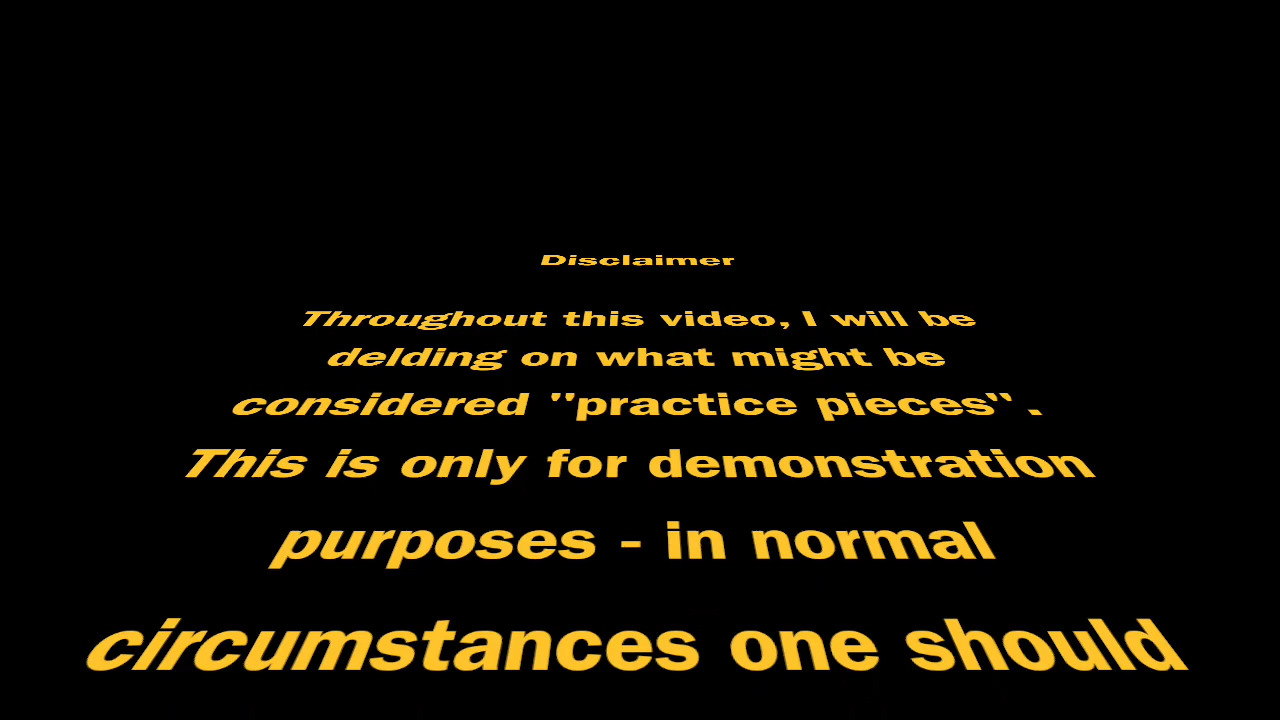 Disclaimer
Throughout this video, I will be
delding on what might be
considered "practice pieces" .
This is only for demonstration
purposes - in normal
circumstances one should